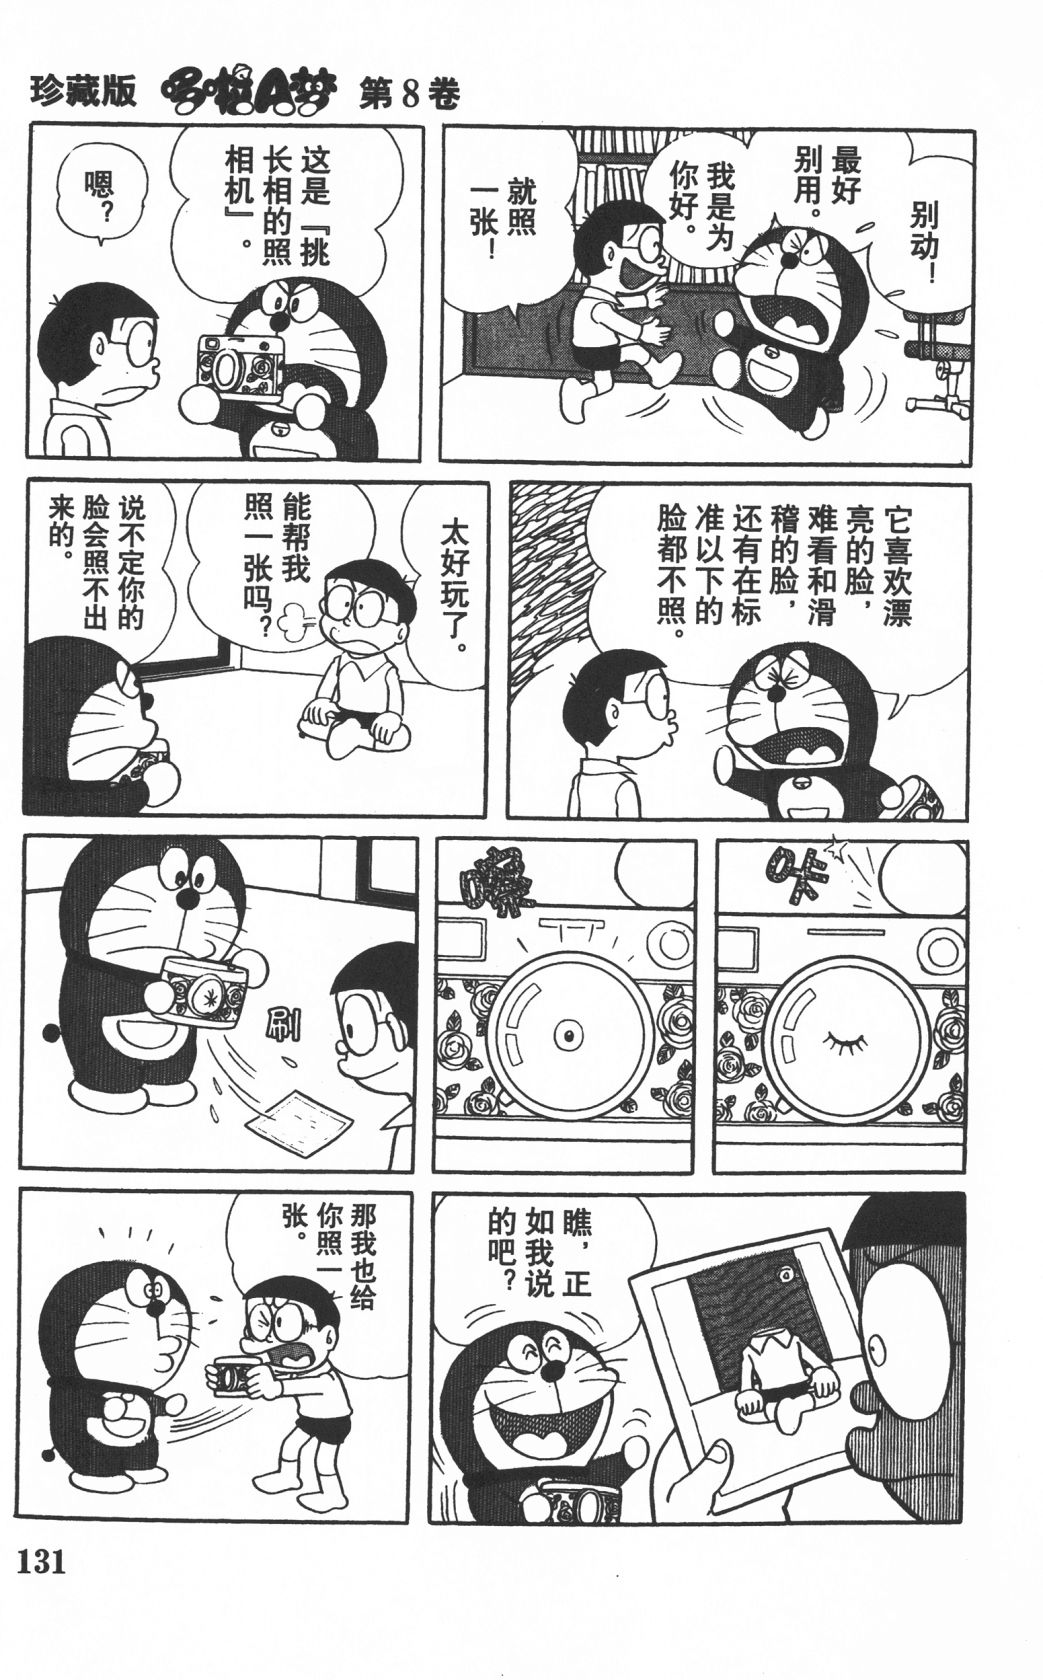 珍藏版 哆啦A梦 第8卷
别动！
最好
别用。
我是为
你好。
就照
一张！
这是『挑
长相的照
相机』。
嗯？
它喜欢漂
亮的脸，
难看和滑
稽的脸，
还有在标
准以下的
脸都不照。
太好玩了。
能帮我
照一张吗？
说不定你的
脸会照不出
来的。
咔
嚓
刷
瞧，正
如我说
的吧？
那我也给
你照一
张。
131